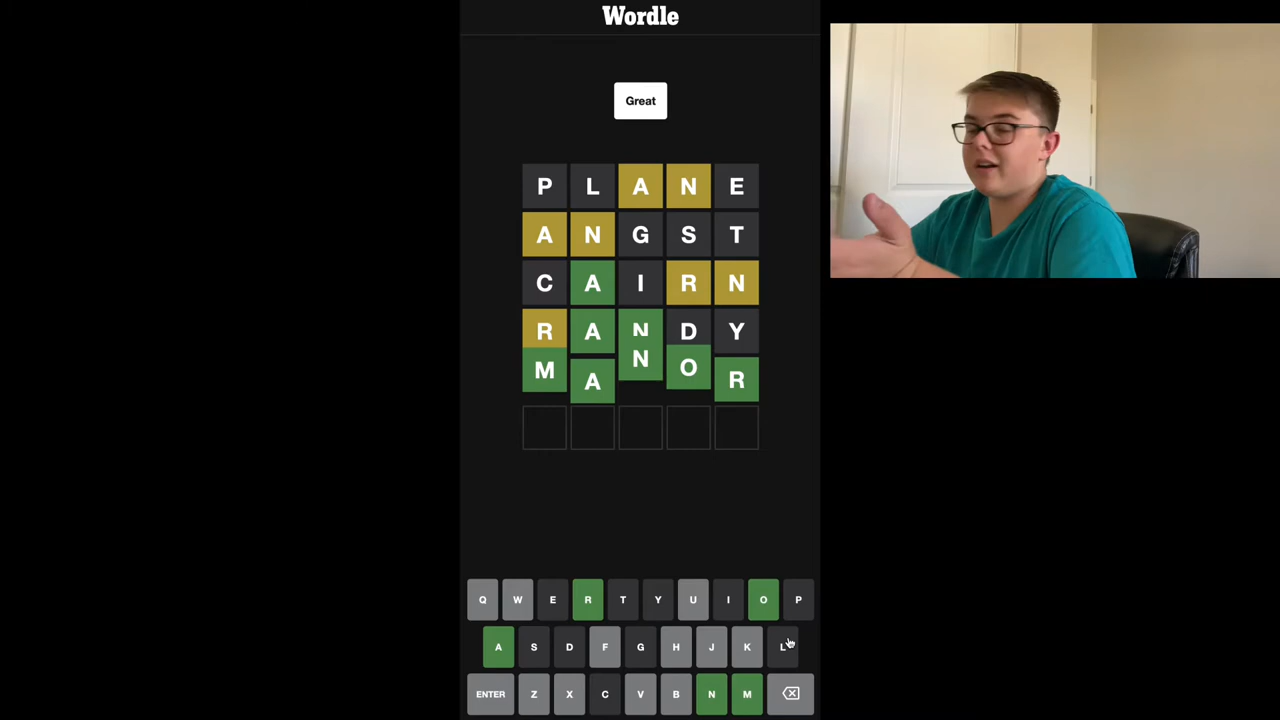 Wordle
Great
P L A N E
A N G S T
C A I R N
R A N D Y
M A N O R
Q W E R T Y U I O P
A S D F G H J K L
ENTER Z X C V B N M